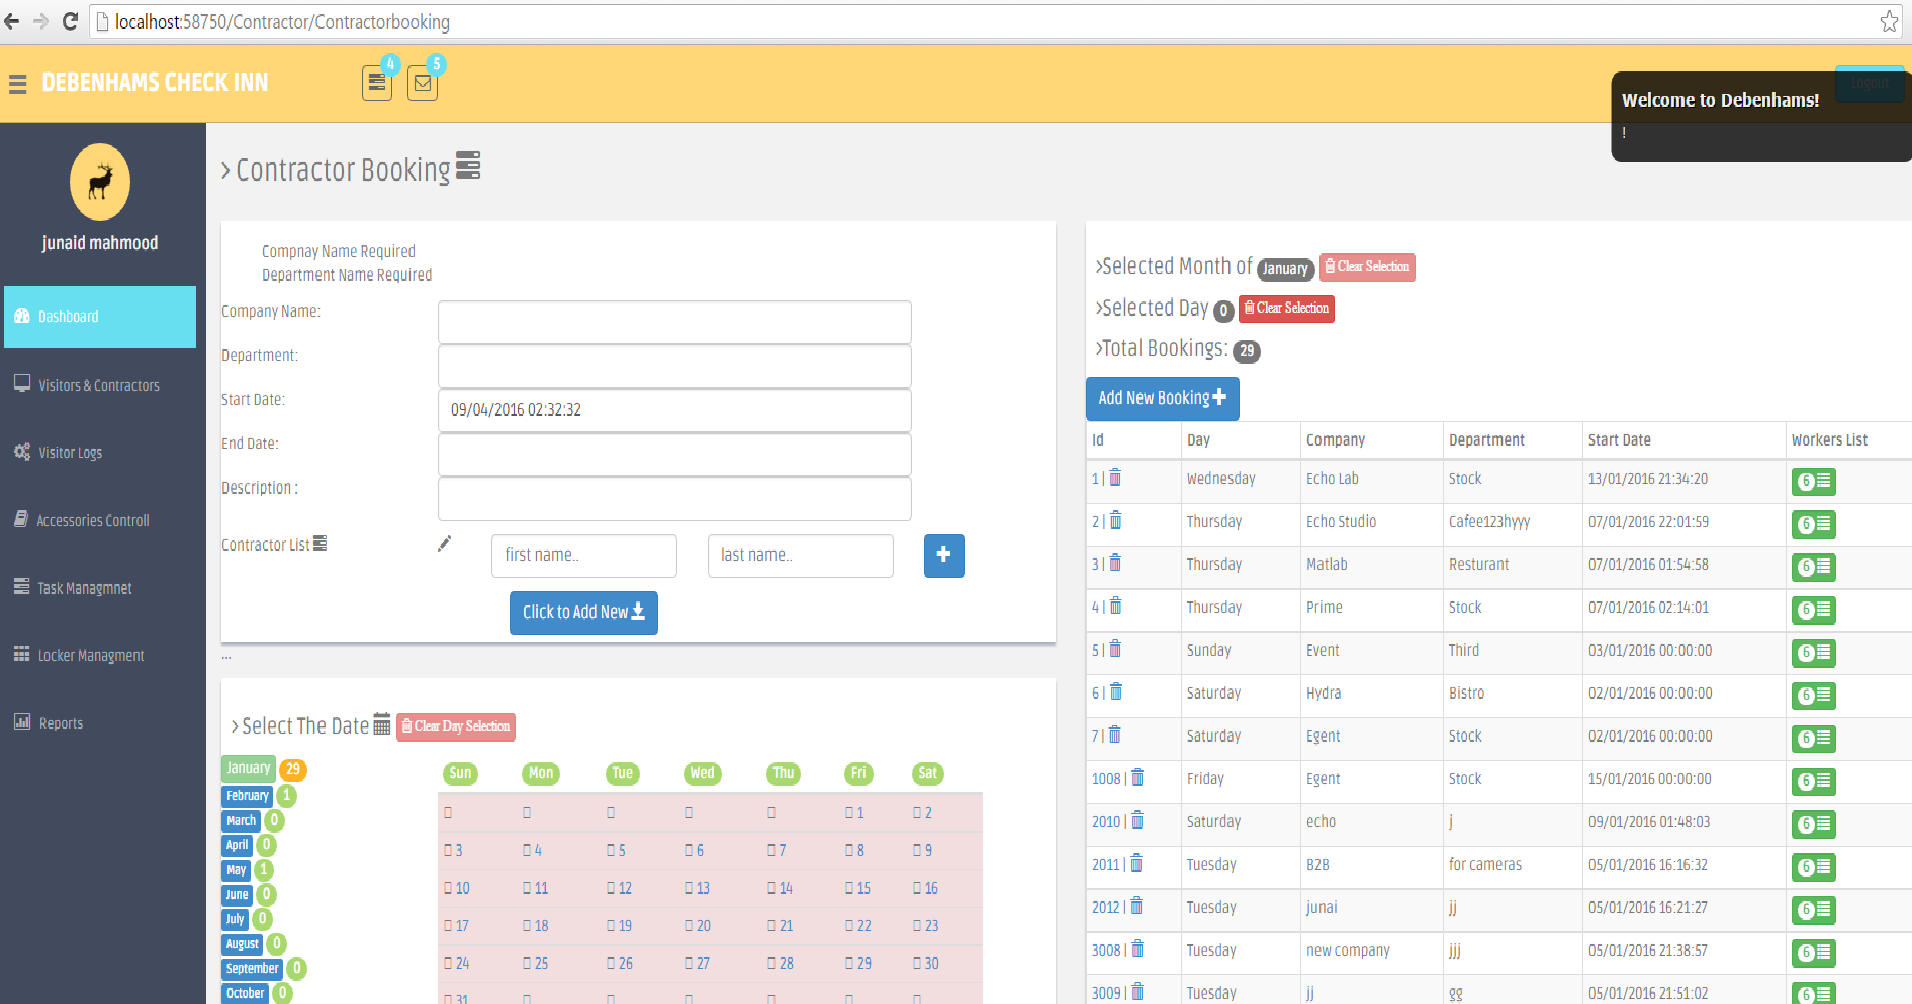 localhost:58750/Contractor/Contractorbooking
DEBENHAMS CHECK INN
4
5
Logout
Welcome to Debenhams!
!
junaid mahmood
Dashboard
Visitors & Contractors
Visitor Logs
Accessories Controll
Task Managmnet
Locker Managment
Reports
> Contractor Booking
Compnay Name Required
Department Name Required
Company Name:
Department:
Start Date:
09/04/2016 02:32:32
End Date:
Description :
Contractor List
first name..
last name..
+
Click to Add New
...
> Select The Date
Clear Day Selection
January 29
February 1
March 0
April 0
May 1
June 0
July 0
August 0
September 0
October 0
Sun Mon Tue Wed Thu Fri Sat
1 2
3 4 5 6 7 8 9
10 11 12 13 14 15 16
17 18 19 20 21 22 23
24 25 26 27 28 29 30
31
>Selected Month of January Clear Selection
>Selected Day 0 Clear Selection
>Total Bookings: 29
Add New Booking +
Id Day Company Department Start Date Workers List
1 | Wednesday Echo Lab Stock 13/01/2016 21:34:20 6
2 | Thursday Echo Studio Cafee123hyyy 07/01/2016 22:01:59 6
3 | Thursday Matlab Resturant 07/01/2016 01:54:58 6
4 | Thursday Prime Stock 07/01/2016 02:14:01 6
5 | Sunday Event Third 03/01/2016 00:00:00 6
6 | Saturday Hydra Bistro 02/01/2016 00:00:00 6
7 | Saturday Egent Stock 02/01/2016 00:00:00 6
1008 | Friday Egent Stock 15/01/2016 00:00:00 6
2010 | Saturday echo j 09/01/2016 01:48:03 6
2011 | Tuesday B2B for cameras 05/01/2016 16:16:32 6
2012 | Tuesday junai jj 05/01/2016 16:21:27 6
3008 | Tuesday new company jjj 05/01/2016 21:38:57 6
3009 | Tuesday jj gg 05/01/2016 21:51:02 6